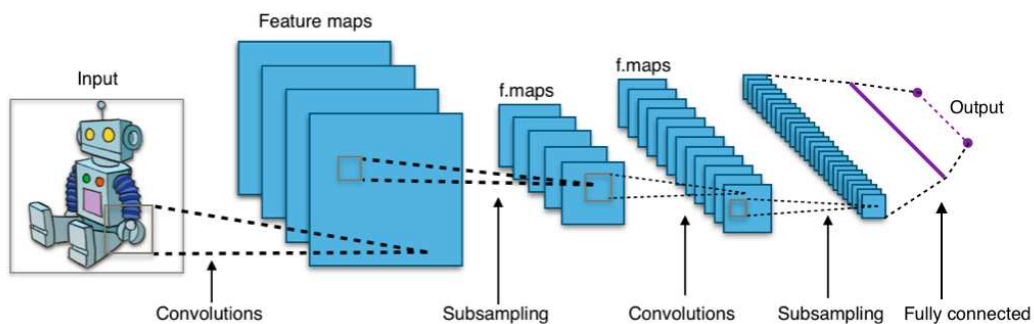 Feature maps
Input
f.maps
f.maps
Output
Convolutions
Subsampling
Convolutions
Subsampling
Fully connected